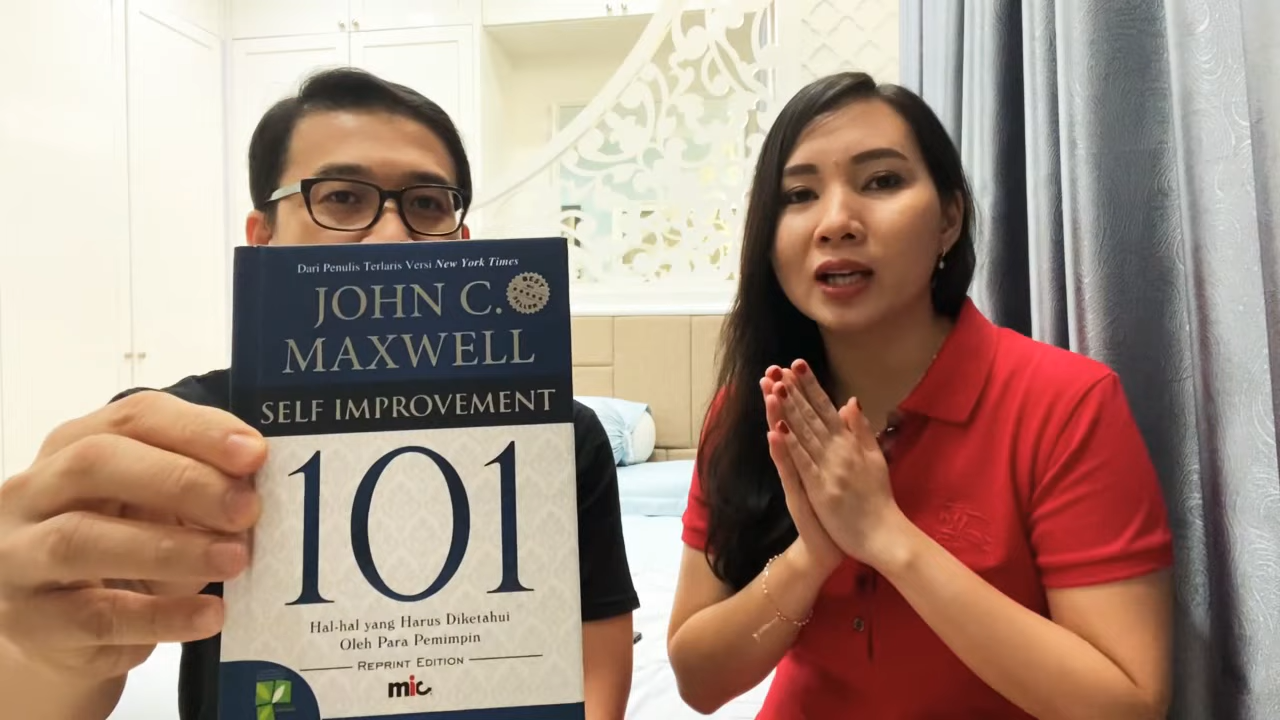 Dari Penulis Terlaris Versi New York Times
JOHN C.
MAXWELL
SELF IMPROVEMENT
101
Hal-hal yang Harus Diketahui
Oleh Para Pemimpin
REPRINT EDITION
mic